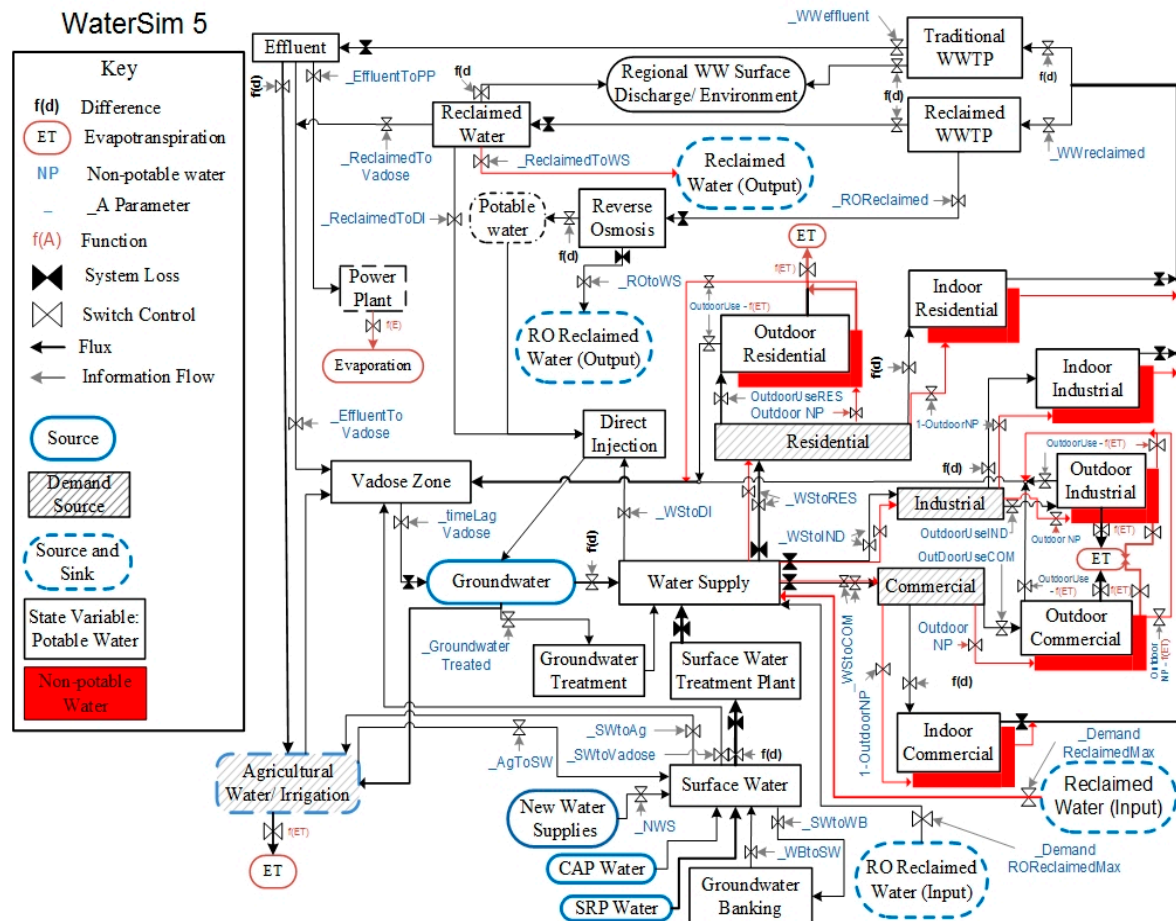 WaterSim 5
Key
f(d) Difference
ET Evapotranspiration
NP Non-potable water
_ _A Parameter
f(A) Function
System Loss
Switch Control
Flux
Information Flow
Source
Demand
Source
Source and
Sink
State Variable:
Potable Water
Non-potable
Water
Effluent
f(d)
_EffluentToPP
_WWeffluent
Traditional
WWTP
f(d)
Regional WW Surface
Discharge/ Environment
f(d)
f(d)
Reclaimed
Water
Reclaimed
WWTP
_WWreclaimed
_ReclaimedTo
Vadose
_ReclaimedToWS
Reclaimed
Water (Output)
_ROReclaimed
_ReclaimedToDI
Potable
water
f(d)
Reverse
Osmosis
_ROtoWS
RO Reclaimed
Water (Output)
Power
Plant
f(E)
Evaporation
ET
f(ET)
OutdoorUse - f(ET)
Outdoor
Residential
Indoor
Residential
f(d)
OutdoorUseRES
Outdoor NP
1-OutdoorNP
Residential
Indoor
Industrial
_EffluentTo
Vadose
Direct
Injection
Vadose Zone
_timeLag
Vadose
_WStoDI
_WStoRES
_WStoIND
Industrial
f(d)
OutdoorUse - f(ET)
Outdoor
Industrial
OutdoorUseIND
Outdoor NP
f(ET)
ET
OutDoorUseCOM
OutdoorUse
- f(ET)
f(ET)
Groundwater
f(d)
Water Supply
Commercial
Outdoor
Commercial
Outdoor
NP
Outdoor
NP - f(ET)
_WStoCOM
f(d)
1-OutdoorNP
Indoor
Commercial
_Groundwater
Treated
Groundwater
Treatment
Surface Water
Treatment Plant
_SWtoAg
_SWtoVadose
f(d)
_AgToSW
Agricultural
Water/ Irrigation
f(ET)
ET
Surface Water
New Water
Supplies
_NWS
CAP Water
SRP Water
_SWtoWB
_WBtoSW
Groundwater
Banking
_Demand
ReclaimedMax
Reclaimed
Water (Input)
_Demand
ROReclaimedMax
RO Reclaimed
Water (Input)